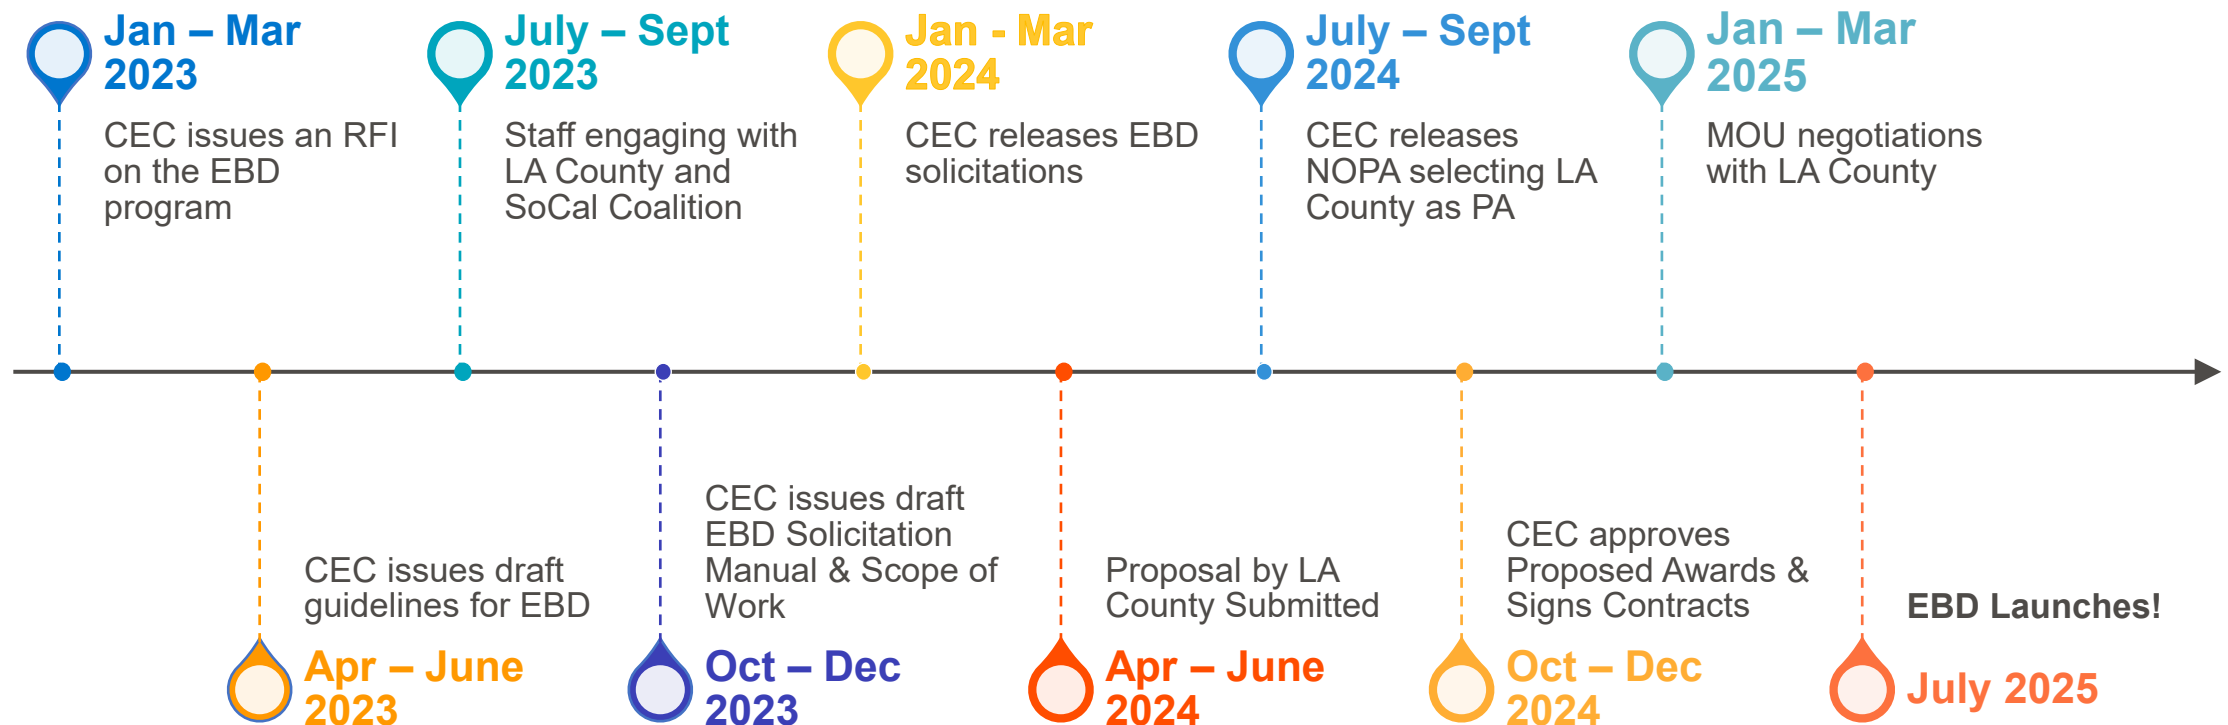 Jan – Mar
2023
CEC issues an RFI
on the EBD
program
July – Sept
2023
Staff engaging with
LA County and
SoCal Coalition
Jan - Mar
2024
CEC releases EBD
solicitations
July – Sept
2024
CEC releases
NOPA selecting LA
County as PA
Jan – Mar
2025
MOU negotiations
with LA County
CEC issues draft
guidelines for EBD
Apr – June
2023
CEC issues draft
EBD Solicitation
Manual & Scope of
Work
Oct – Dec
2023
Proposal by LA
County Submitted
Apr – June
2024
CEC approves
Proposed Awards &
Signs Contracts
Oct – Dec
2024
EBD Launches!
July 2025